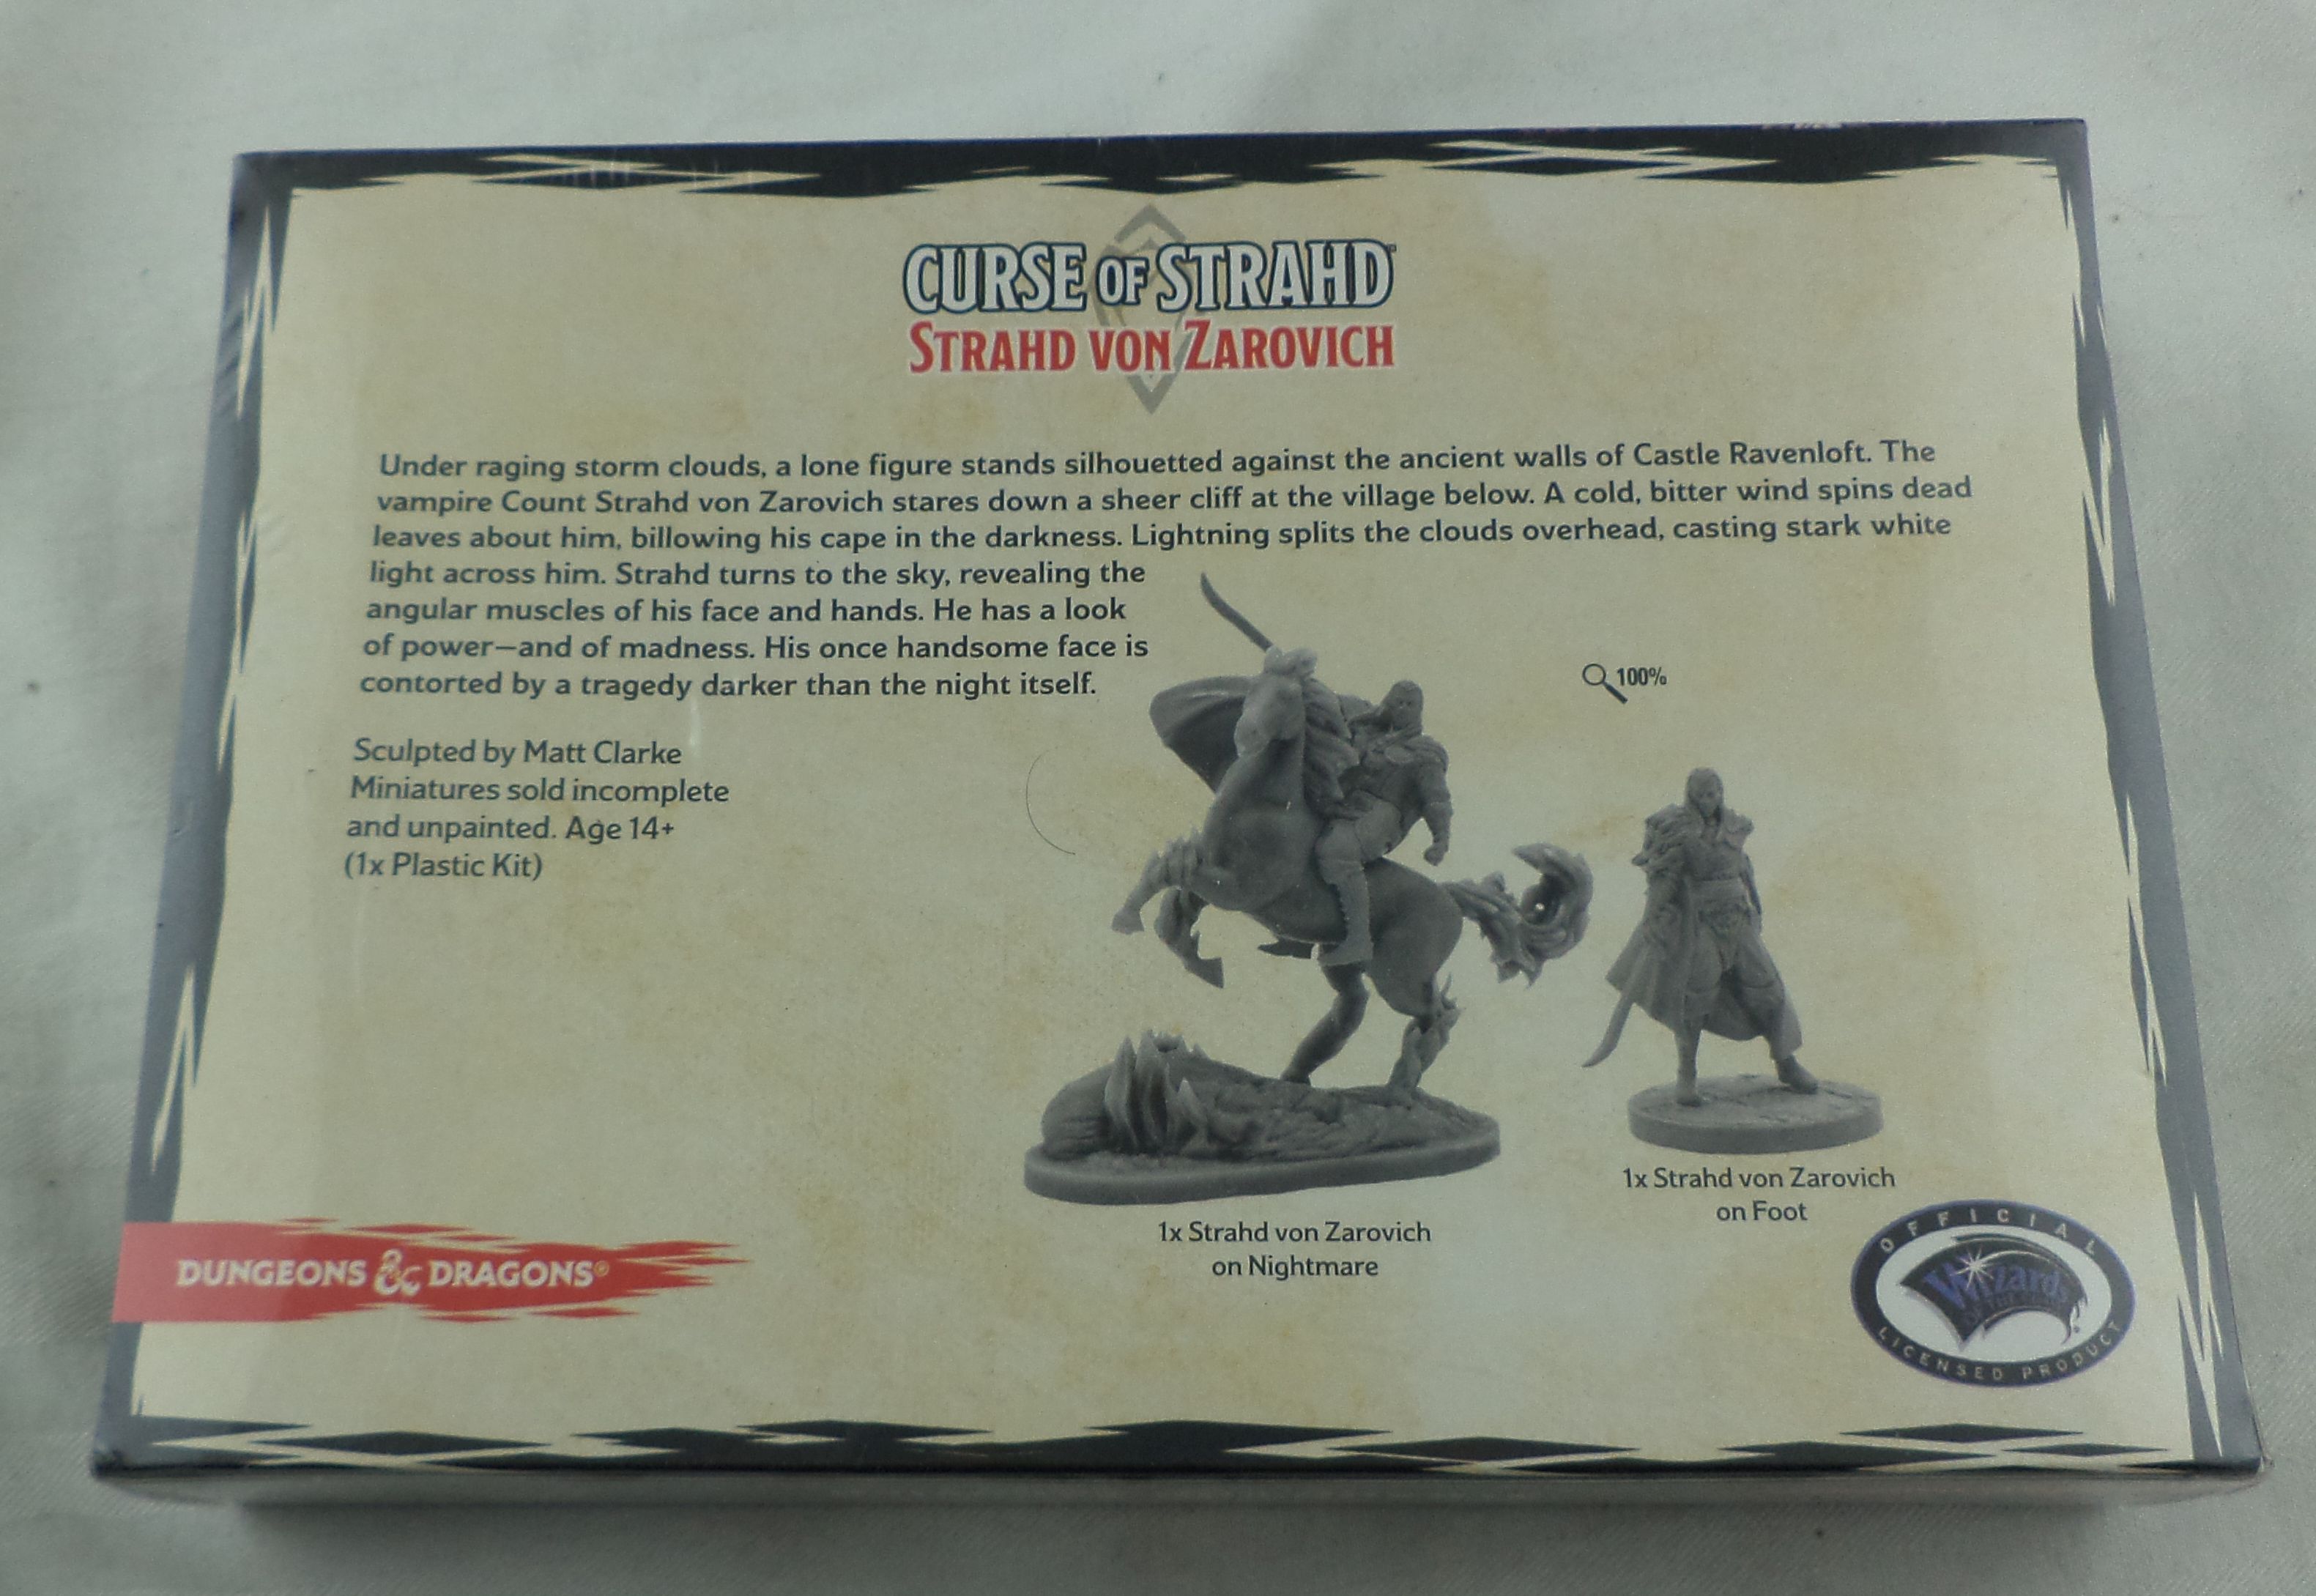 CURSE OF STRAHD™
STRAHD VON ZAROVICH
Under raging storm clouds, a lone figure stands silhouetted against the ancient walls of Castle Ravenloft. The
vampire Count Strahd von Zarovich stares down a sheer cliff at the village below. A cold, bitter wind spins dead
leaves about him, billowing his cape in the darkness. Lightning splits the clouds overhead, casting stark white
light across him. Strahd turns to the sky, revealing the
angular muscles of his face and hands. He has a look
of power—and of madness. His once handsome face is
contorted by a tragedy darker than the night itself.
100%
Sculpted by Matt Clarke
Miniatures sold incomplete
and unpainted. Age 14+
(1x Plastic Kit)
1x Strahd von Zarovich
on Foot
1x Strahd von Zarovich
on Nightmare
DUNGEONS & DRAGONS®
OFFICIAL
Wizards
OF THE COAST
LICENSED PRODUCT